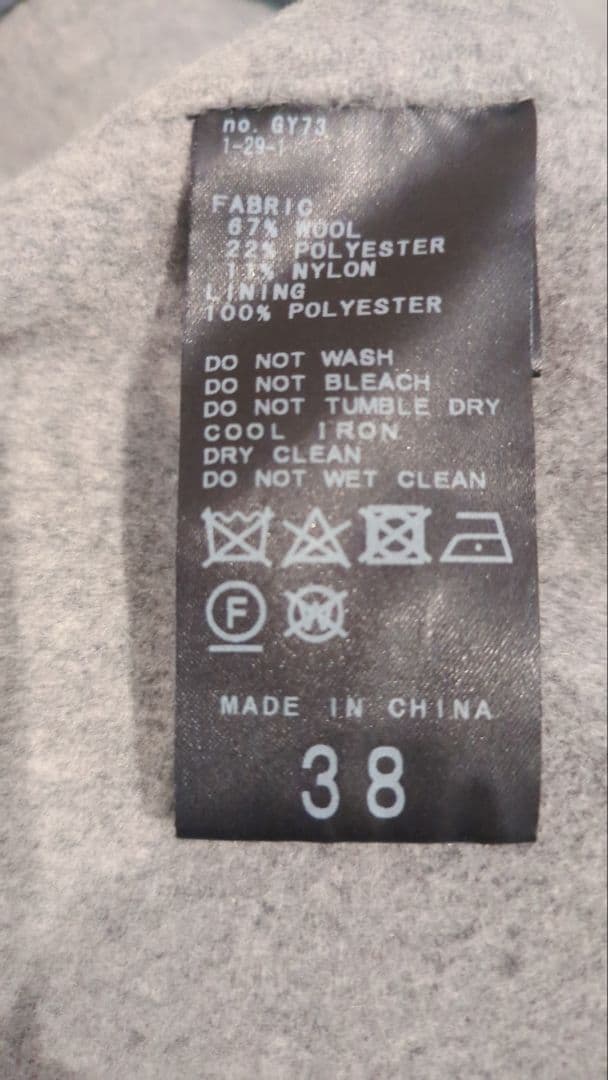 no. GY73
1-29-1
FABRIC
67% WOOL
22% POLYESTER
11% NYLON
LINING
100% POLYESTER
DO NOT WASH
DO NOT BLEACH
DO NOT TUMBLE DRY
COOL IRON
DRY CLEAN
DO NOT WET CLEAN
F W
MADE IN CHINA
38